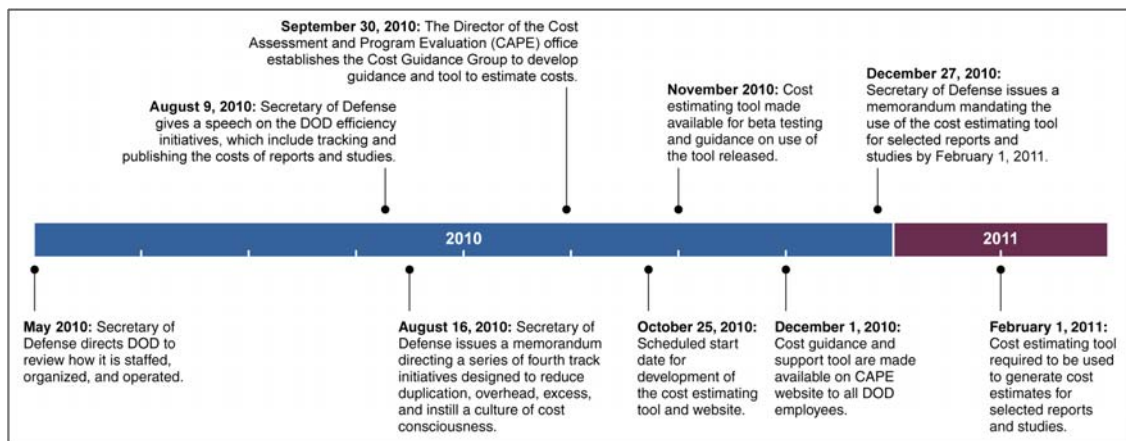 September 30, 2010: The Director of the Cost
Assessment and Program Evaluation (CAPE) office
establishes the Cost Guidance Group to develop
guidance and tool to estimate costs.
August 9, 2010: Secretary of Defense
gives a speech on the DOD efficiency
initiatives, which include tracking and
publishing the costs of reports and studies.
November 2010: Cost
estimating tool made
available for beta testing
and guidance on use of
the tool released.
December 27, 2010:
Secretary of Defense issues a
memorandum mandating the
use of the cost estimating tool
for selected reports and
studies by February 1, 2011.
2010
2011
May 2010: Secretary of
Defense directs DOD to
review how it is staffed,
organized, and operated.
August 16, 2010: Secretary of
Defense issues a memorandum
directing a series of fourth track
initiatives designed to reduce
duplication, overhead, excess,
and instill a culture of cost
consciousness.
October 25, 2010:
Scheduled start
date for
development of
the cost estimating
tool and website.
December 1, 2010:
Cost guidance and
support tool are made
available on CAPE
website to all DOD
employees.
February 1, 2011:
Cost estimating tool
required to be used
to generate cost
estimates for
selected reports
and studies.